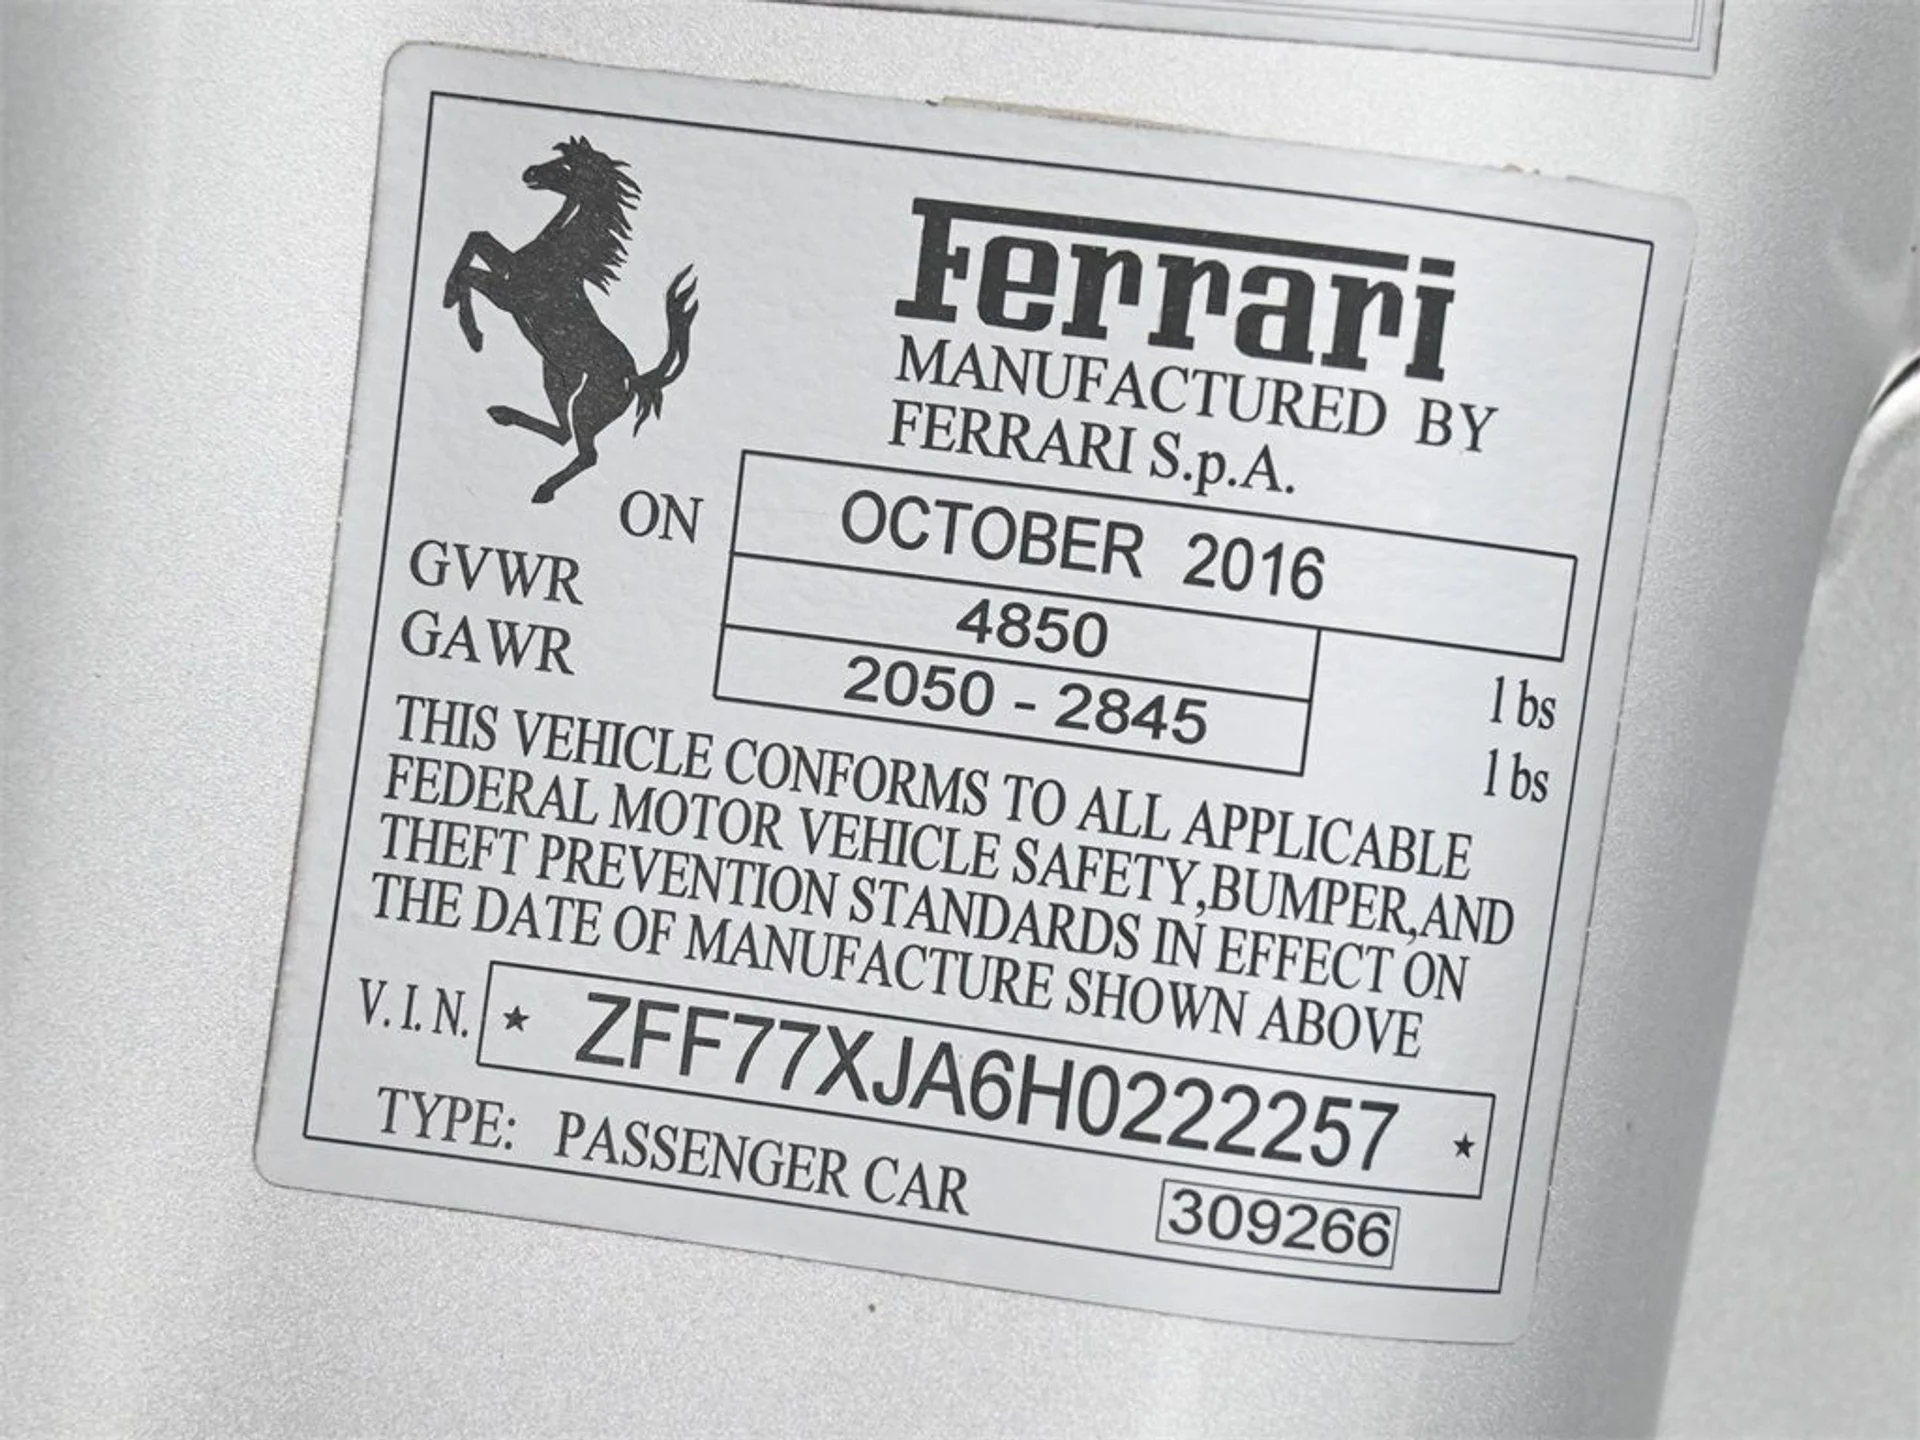 Ferrari
MANUFACTURED BY
FERRARI S.p.A.
ON OCTOBER 2016
GVWR 4850 lbs
GAWR 2050 - 2845 lbs
THIS VEHICLE CONFORMS TO ALL APPLICABLE
FEDERAL MOTOR VEHICLE SAFETY,BUMPER,AND
THEFT PREVENTION STANDARDS IN EFFECT ON
THE DATE OF MANUFACTURE SHOWN ABOVE
V.I.N. ★ ZFF77XJA6H0222257 ★
TYPE: PASSENGER CAR 309266